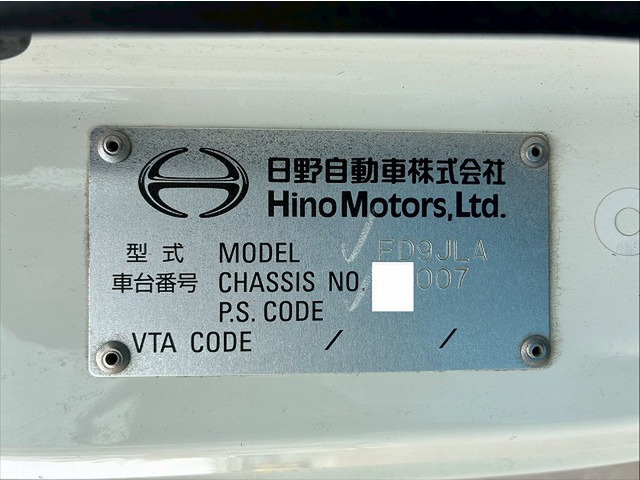 日野自動車株式会社
Hino Motors, Ltd.
型式 MODEL FD9JLA
車台番号 CHASSIS NO. 007
P.S. CODE
VTA CODE / /